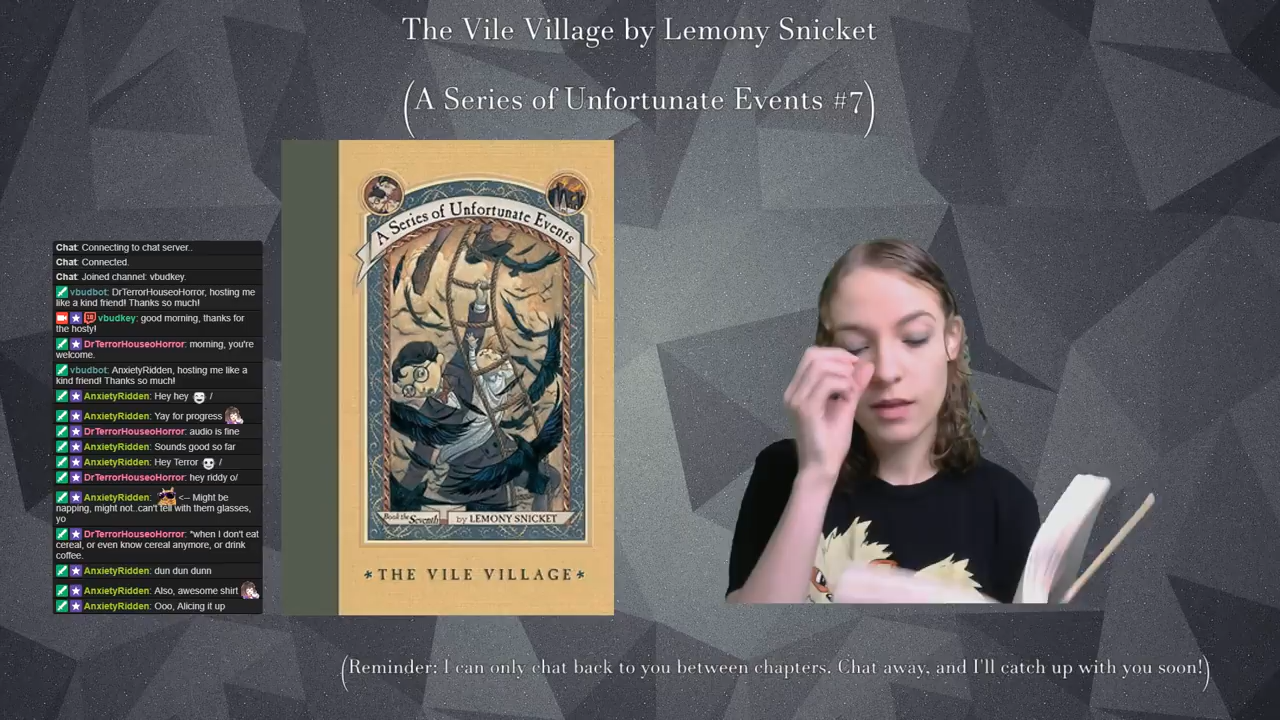 The Vile Village by Lemony Snicket
(A Series of Unfortunate Events #7)
A Series of Unfortunate Events
Book the Seventh by LEMONY SNICKET
*THE VILE VILLAGE*
Chat: Connecting to chat server..
Chat: Connected.
Chat: Joined channel: vbudkey.
vbudbot: DrTerrorHouseoHorror, hosting me
like a kind friend! Thanks so much!
18 vbudkey: good morning, thanks for
the hosty!
DrTerrorHouseoHorror: morning, you're
welcome.
vbudbot: AnxietyRidden, hosting me like a
kind friend! Thanks so much!
AnxietyRidden: Hey hey /
AnxietyRidden: Yay for progress
DrTerrorHouseoHorror: audio is fine
AnxietyRidden: Sounds good so far
AnxietyRidden: Hey Terror /
DrTerrorHouseoHorror: hey riddy o/
AnxietyRidden: <-- Might be
napping, might not..can't tell with them glasses,
yo
DrTerrorHouseoHorror: "when I don't eat
cereal, or even know cereal anymore, or drink
coffee.
AnxietyRidden: dun dun dunn
AnxietyRidden: Also, awesome shirt
AnxietyRidden: Ooo, Alicing it up
(Reminder: I can only chat back to you between chapters. Chat away, and I'll catch up with you soon!)